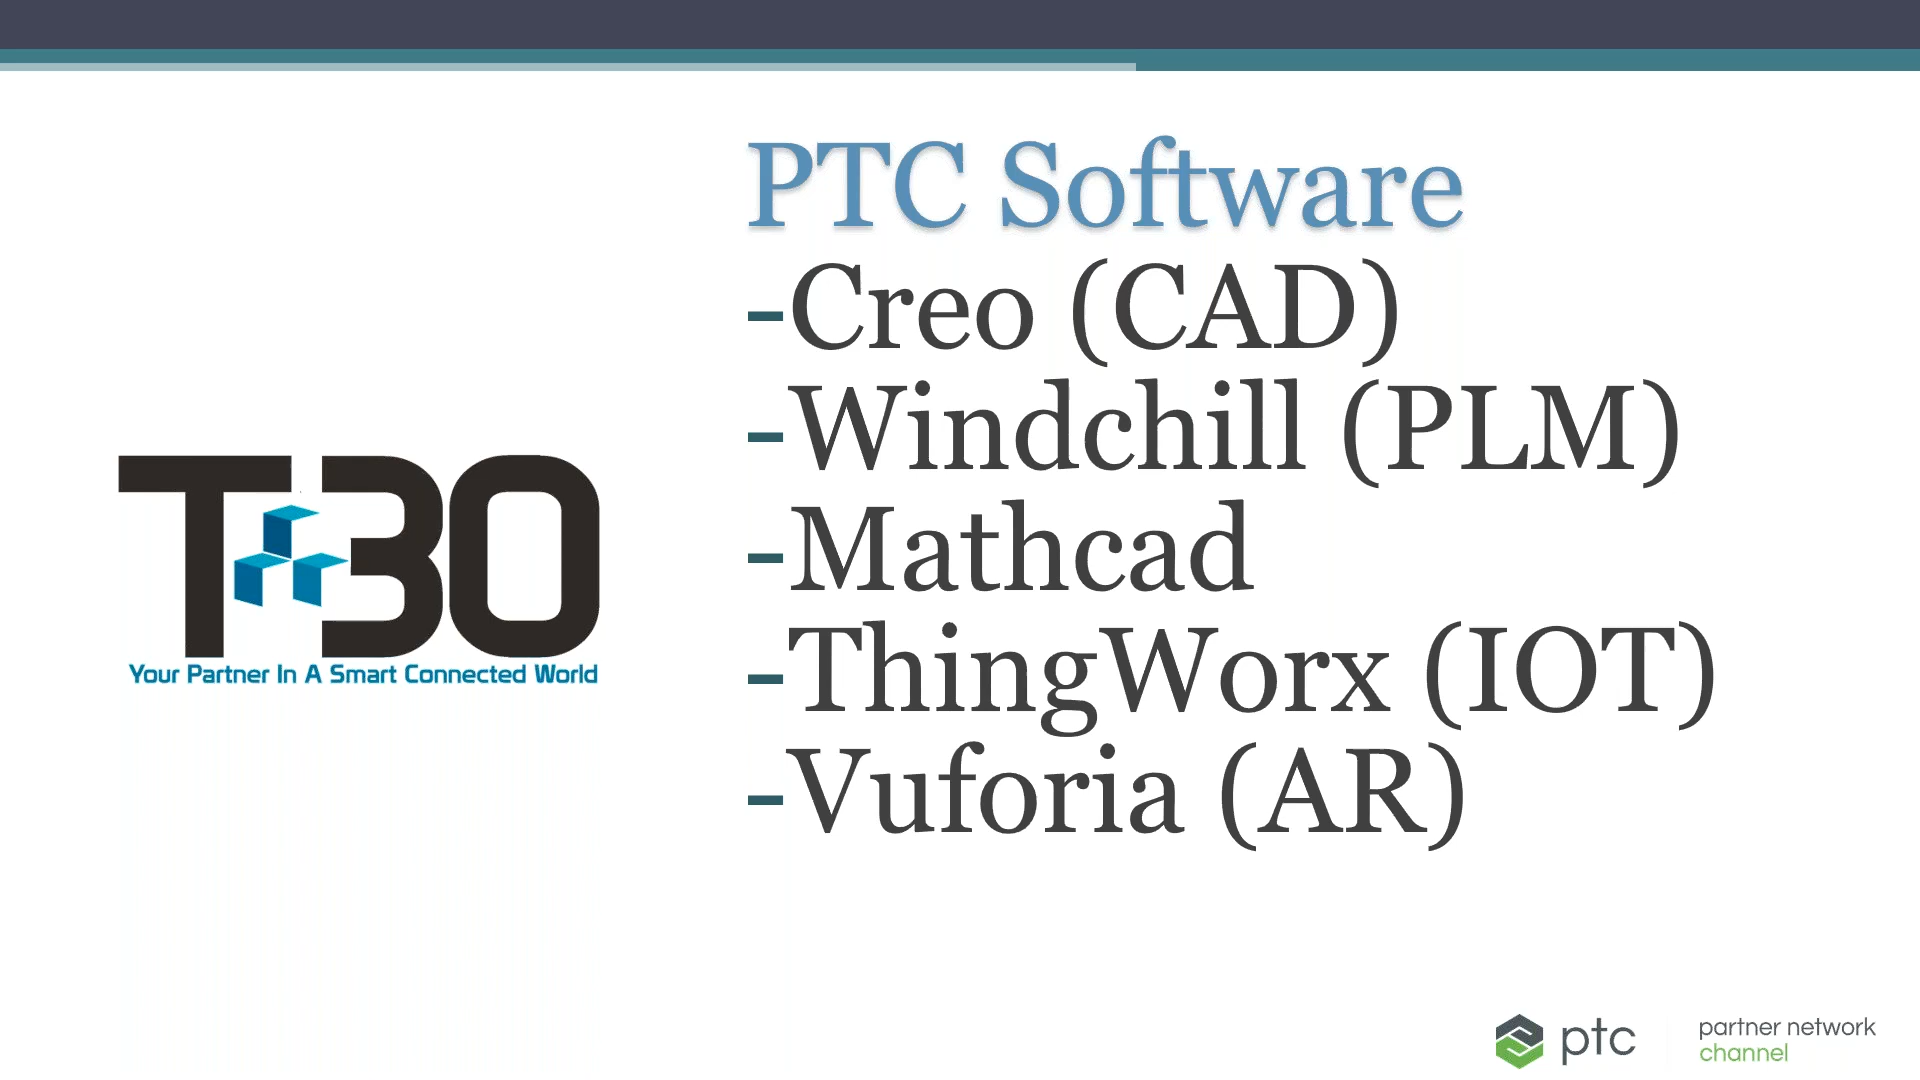 PTC Software
-Creo (CAD)
-Windchill (PLM)
-Mathcad
-ThingWorx (IOT)
-Vuforia (AR)
T30
Your Partner In A Smart Connected World
ptc
partner network
channel